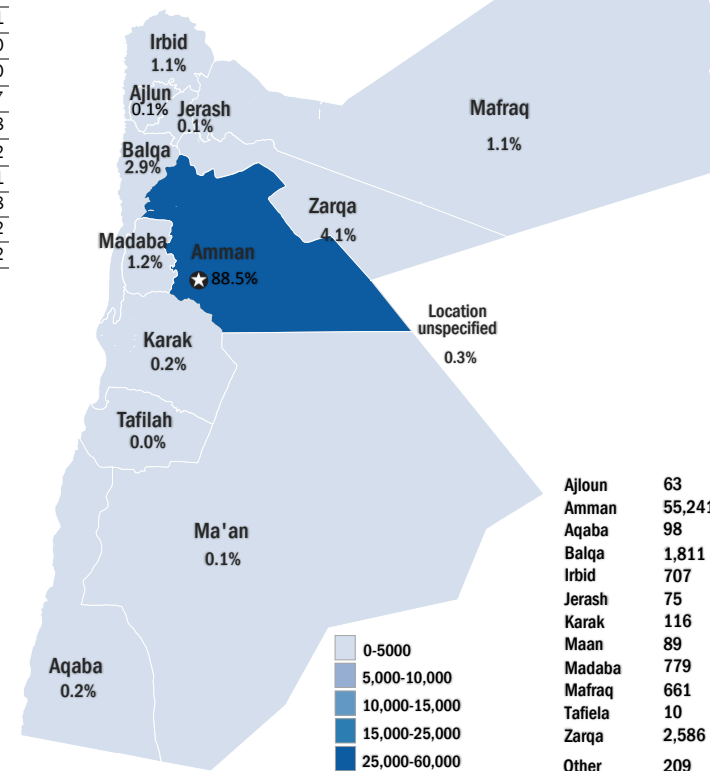 Irbid
1.1%
Ajlun
0.1%
Jerash
0.1%
Mafraq
1.1%
Balqa
2.9%
Zarqa
4.1%
Madaba
1.2%
Amman
88.5%
Location
unspecified
0.3%
Karak
0.2%
Tafilah
0.0%
Ma'an
0.1%
Aqaba
0.2%
0-5000
5,000-10,000
10,000-15,000
15,000-25,000
25,000-60,000
Ajloun 63
Amman 55,241
Aqaba 98
Balqa 1,811
Irbid 707
Jerash 75
Karak 116
Maan 89
Madaba 779
Mafraq 661
Tafiela 10
Zarqa 2,586
Other 209